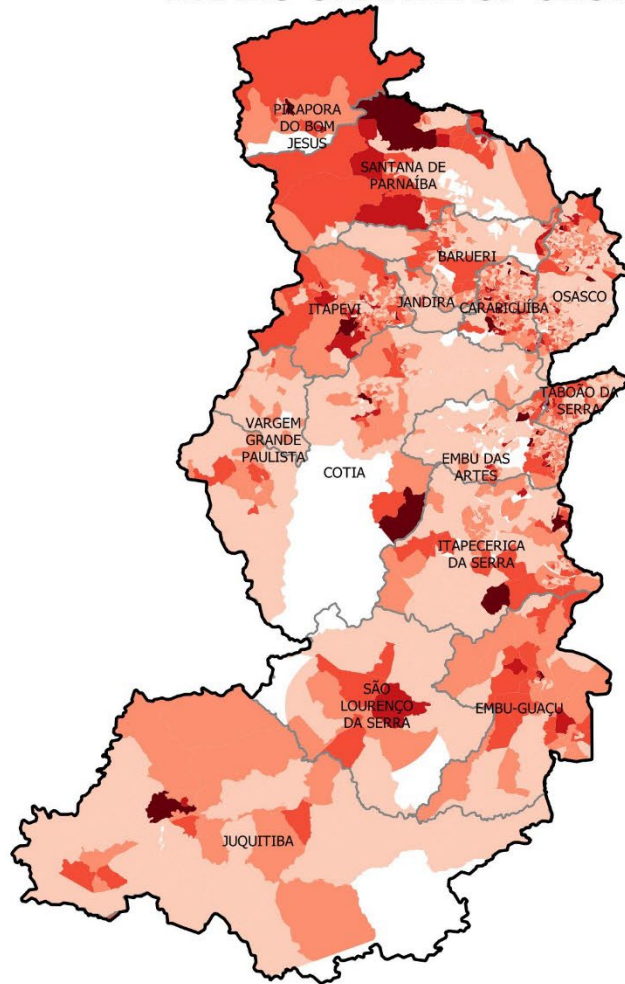 PIRAPORA
DO BOM
JESUS
SANTANA DE
PARNAÍBA
BARUERI
OSASCO
ITAPEVI
JANDIRA
CARAPICUÍBA
TABOÃO DA
SERRA
VARGEM
GRANDE
PAULISTA
COTIA
EMBU DAS
ARTES
ITAPECERICA
DA SERRA
SÃO
LOURENÇO
DA SERRA
EMBU-GUAÇU
JUQUITIBA